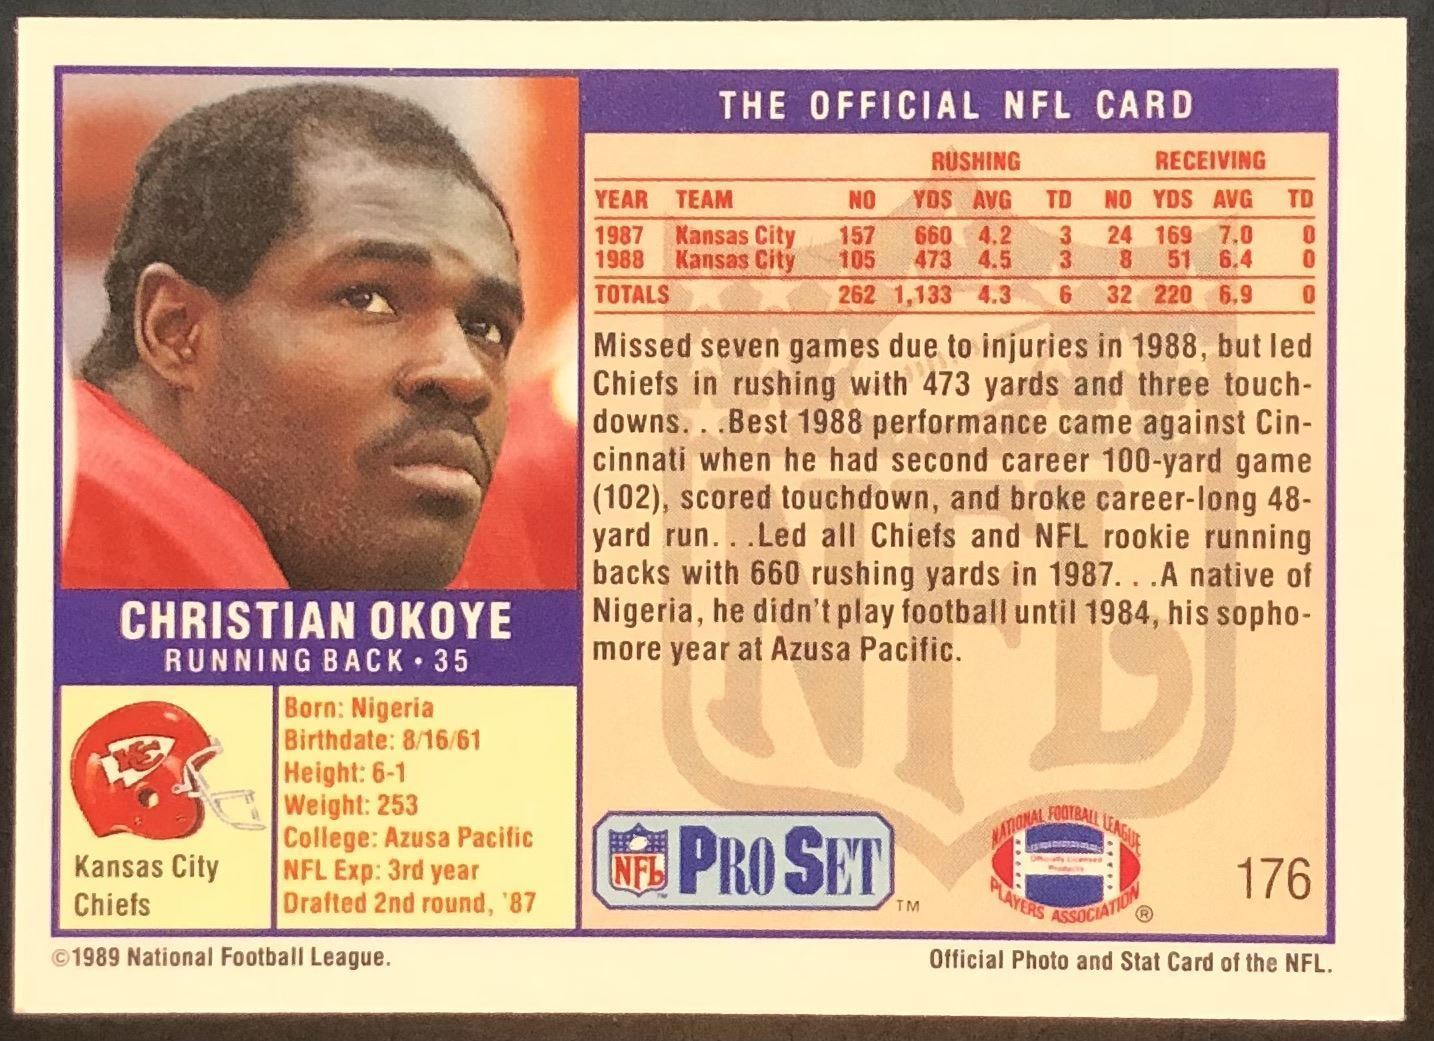 THE OFFICIAL NFL CARD
RUSHING RECEIVING
YEAR TEAM NO YDS AVG TD NO YDS AVG TD
1987 Kansas City 157 660 4.2 3 24 169 7.0 0
1988 Kansas City 105 473 4.5 3 8 51 6.4 0
TOTALS 262 1,133 4.3 6 32 220 6.9 0
Missed seven games due to injuries in 1988, but led
Chiefs in rushing with 473 yards and three touch-
downs. . .Best 1988 performance came against Cin-
cinnati when he had second career 100-yard game
(102), scored touchdown, and broke career-long 48-
yard run. . .Led all Chiefs and NFL rookie running
backs with 660 rushing yards in 1987. . .A native of
Nigeria, he didn't play football until 1984, his sopho-
more year at Azusa Pacific.
NFL
CHRISTIAN OKOYE
RUNNING BACK • 35
KC
Kansas City
Chiefs
Born: Nigeria
Birthdate: 8/16/61
Height: 6-1
Weight: 253
College: Azusa Pacific
NFL Exp: 3rd year
Drafted 2nd round, '87
NFL PRO SET TM
NATIONAL FOOTBALL LEAGUE
Officially Licensed
Products
PLAYERS ASSOCIATION ®
176
©1989 National Football League.
Official Photo and Stat Card of the NFL.